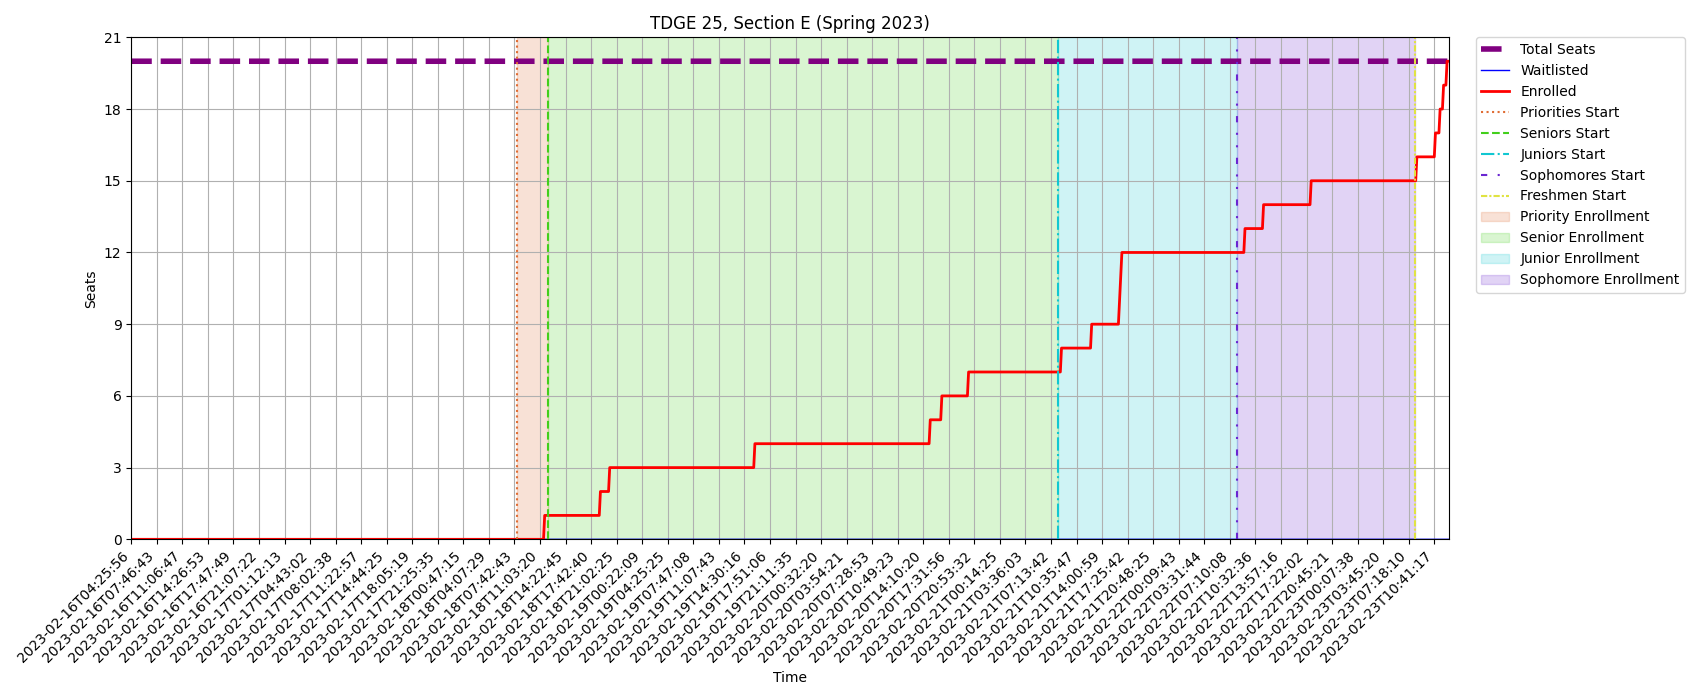 TDGE 25, Section E (Spring 2023)
21
18
15
12
9
6
3
0
Seats
2023-02-16T04:25:56
2023-02-16T07:46:43
2023-02-16T11:06:47
2023-02-16T14:26:53
2023-02-16T17:47:49
2023-02-16T21:07:22
2023-02-17T01:12:13
2023-02-17T04:43:02
2023-02-17T08:02:38
2023-02-17T11:22:57
2023-02-17T14:44:25
2023-02-17T18:05:19
2023-02-17T21:25:35
2023-02-18T00:47:15
2023-02-18T04:07:29
2023-02-18T07:42:43
2023-02-18T11:03:20
2023-02-18T14:22:45
2023-02-18T17:42:40
2023-02-18T21:02:25
2023-02-19T00:22:09
2023-02-19T04:25:25
2023-02-19T07:47:08
2023-02-19T11:07:43
2023-02-19T14:30:16
2023-02-19T17:51:06
2023-02-19T21:11:35
2023-02-20T00:32:20
2023-02-20T03:54:21
2023-02-20T07:28:53
2023-02-20T10:49:23
2023-02-20T14:10:20
2023-02-20T17:31:56
2023-02-20T20:53:32
2023-02-21T00:14:25
2023-02-21T03:36:03
2023-02-21T07:13:42
2023-02-21T10:35:47
2023-02-21T14:00:59
2023-02-21T17:25:42
2023-02-21T20:48:25
2023-02-22T00:09:43
2023-02-22T03:31:44
2023-02-22T07:10:08
2023-02-22T10:32:36
2023-02-22T13:57:16
2023-02-22T17:22:02
2023-02-22T20:45:21
2023-02-23T00:07:38
2023-02-23T03:45:20
2023-02-23T07:18:10
2023-02-23T10:41:17
Time
Total Seats
Waitlisted
Enrolled
Priorities Start
Seniors Start
Juniors Start
Sophomores Start
Freshmen Start
Priority Enrollment
Senior Enrollment
Junior Enrollment
Sophomore Enrollment